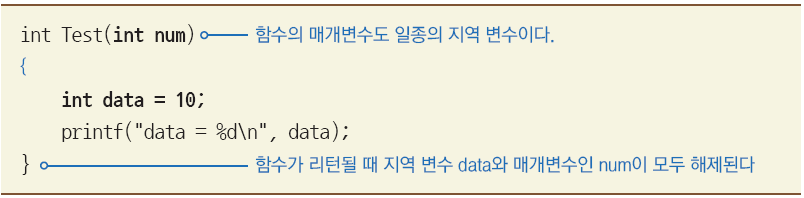 int Test(int num) 함수의 매개변수도 일종의 지역 변수이다.
{
    int data = 10;
    printf("data = %d\n", data);
} 함수가 리턴될 때 지역 변수 data와 매개변수인 num이 모두 해제된다